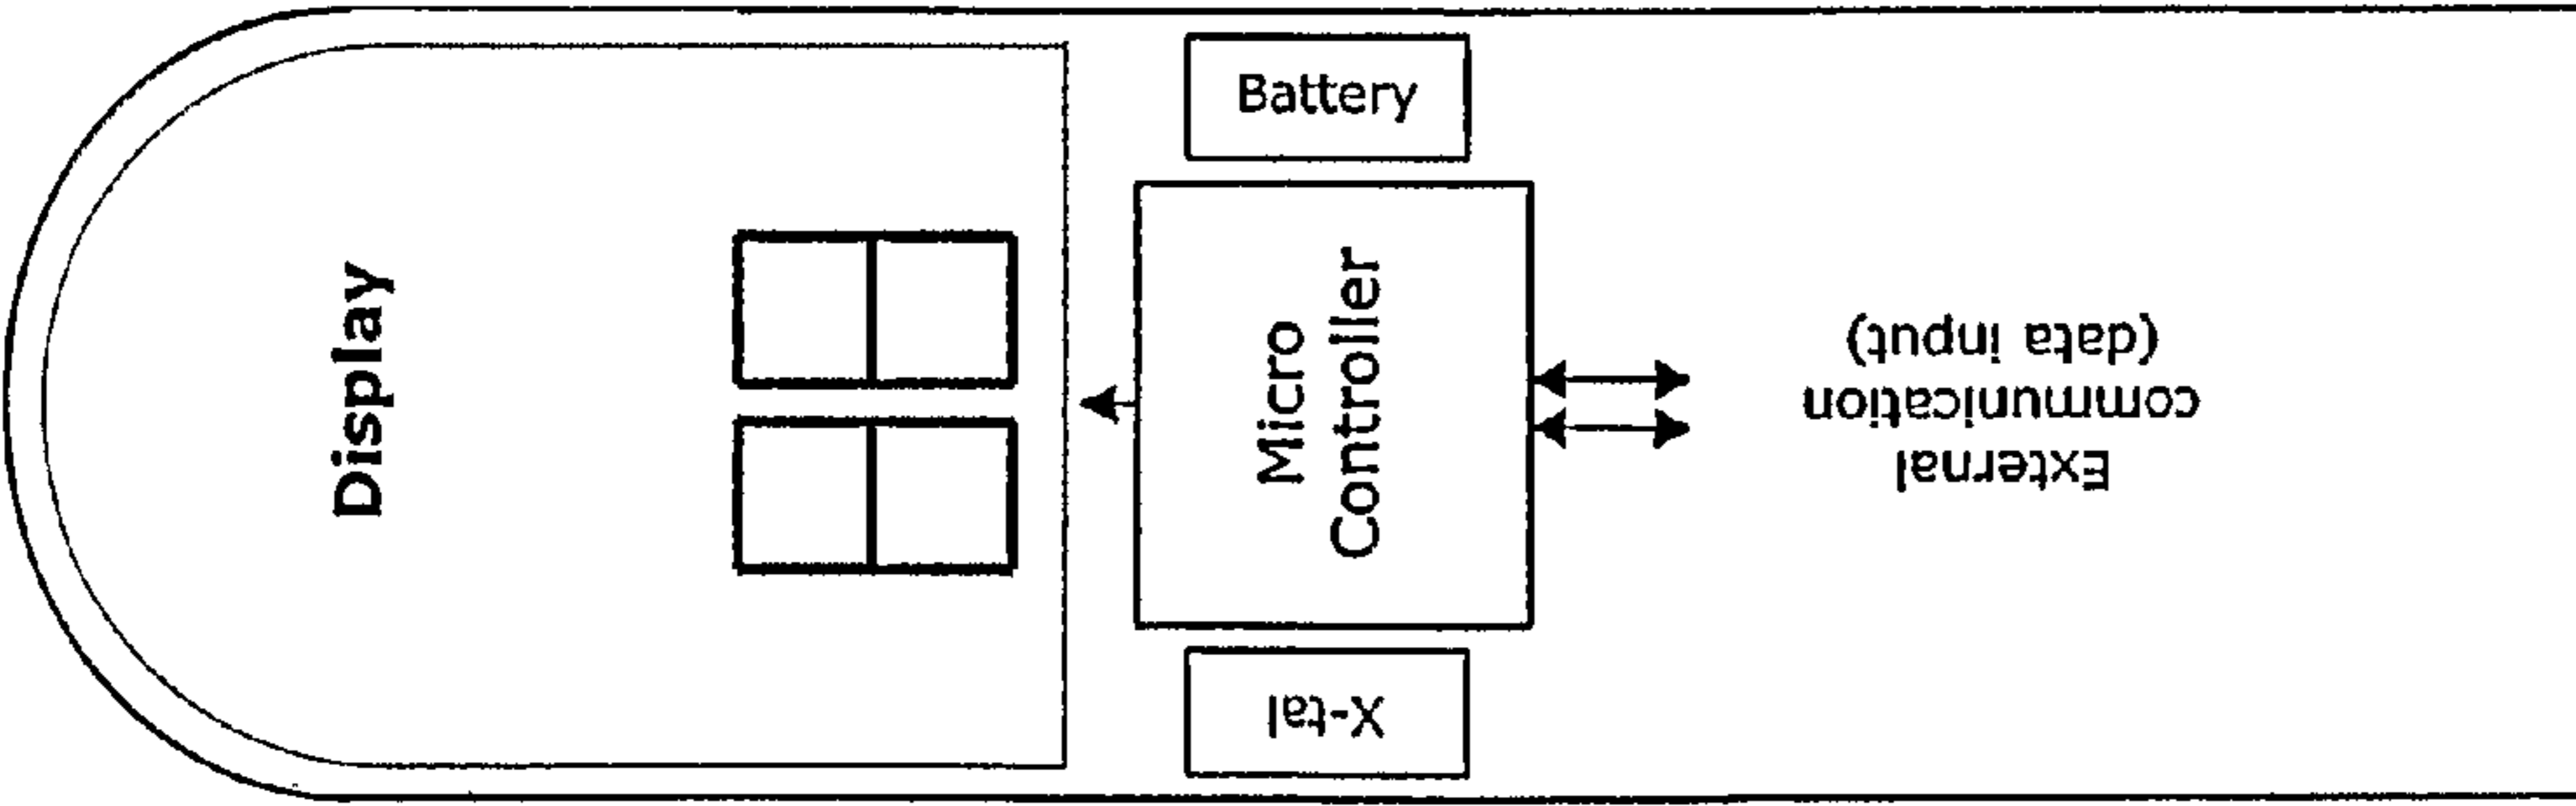 Display
Battery
Micro
Controller
X-tal
External
communication
(data input)